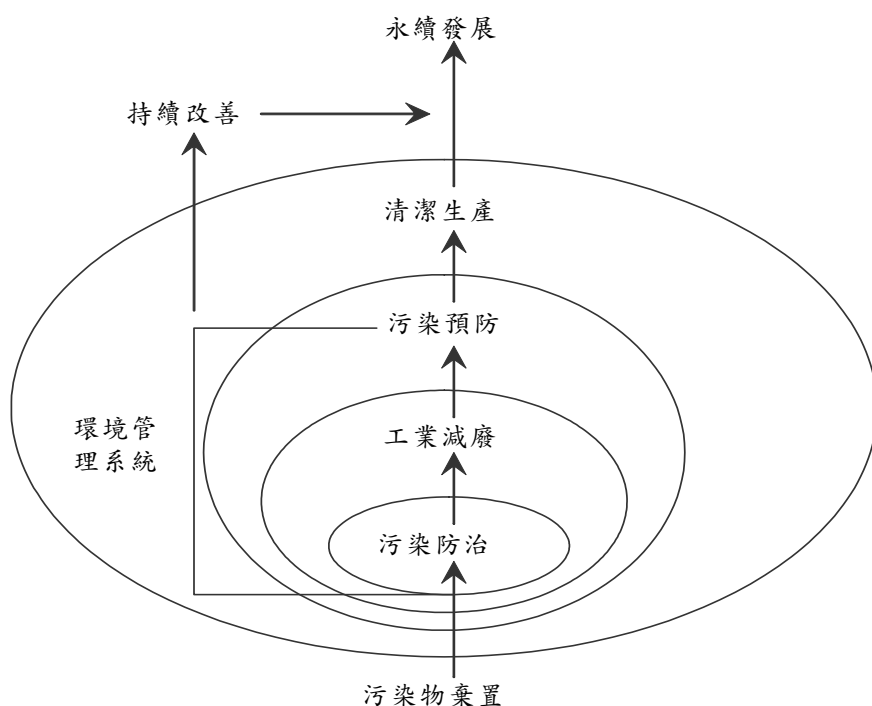 永續發展
持續改善
清潔生產
污染預防
環境管
理系統
工業減廢
污染防治
污染物棄置